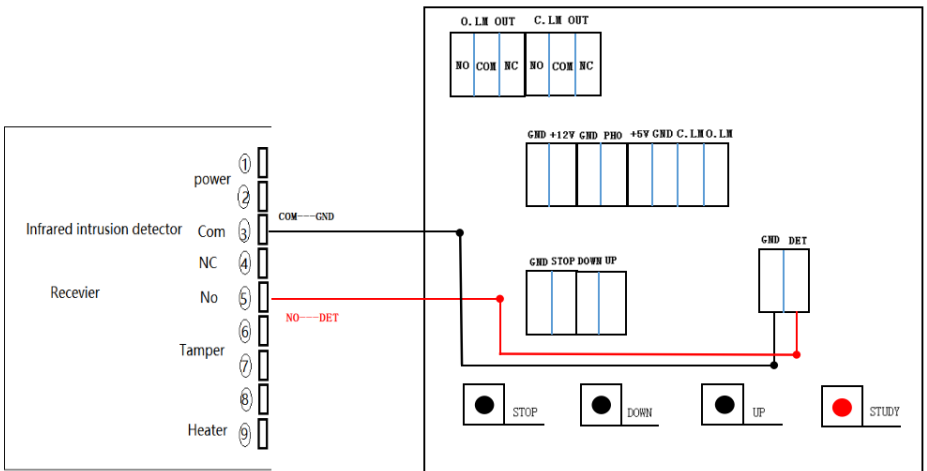 O.LM OUT C.LM OUT
NO COM NC NO COM NC
GND +12V GND PHO +5V GND C.LM O.LM
power ① ②
Infrared intrusion detector Com ③ COM---GND
NC ④
Recevier No ⑤
NO---DET
⑥
Tamper ⑦
⑧
Heater ⑨
GND STOP DOWN UP
GND DET
STOP DOWN UP STUDY